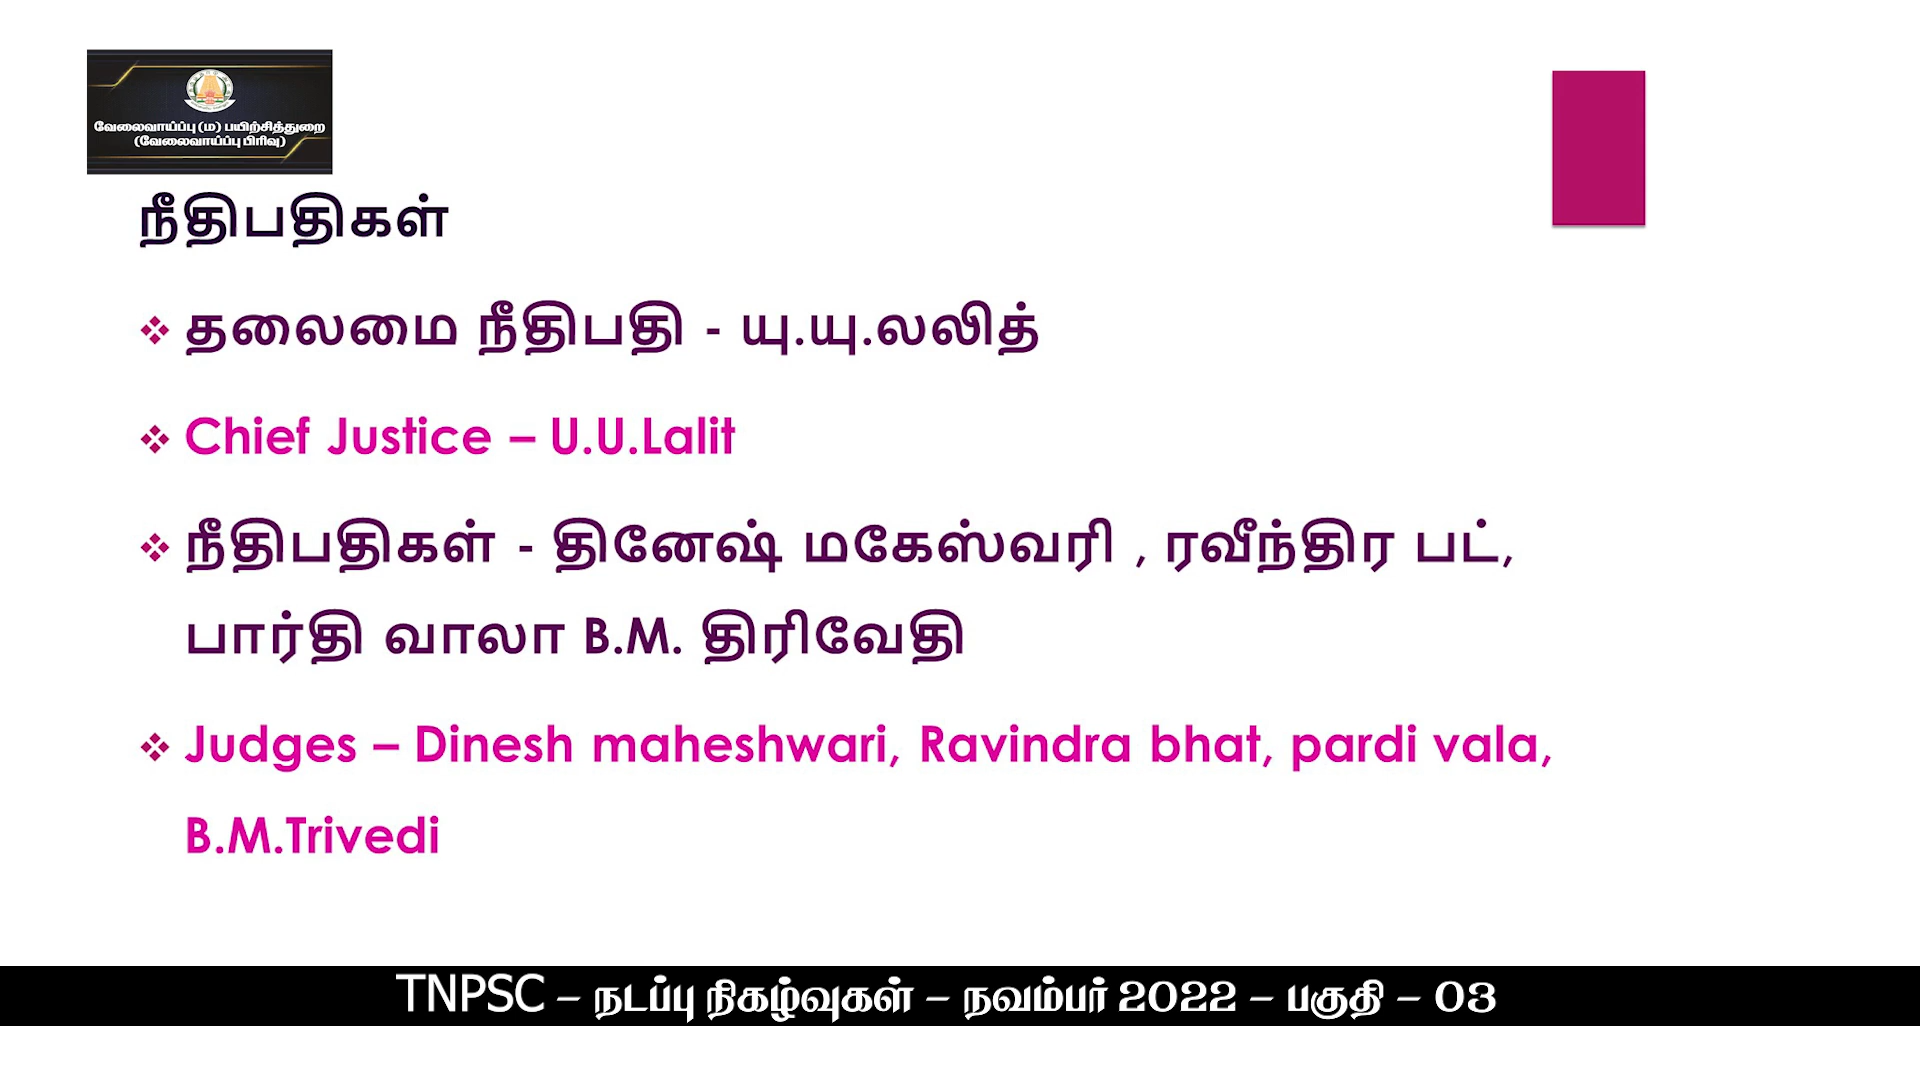 வேலைவாய்ப்பு (ம) பயிற்சித்துறை
(வேலைவாய்ப்பு பிரிவு)
நீதிபதிகள்
தலைமை நீதிபதி - யு.யு.லலித்
Chief Justice – U.U.Lalit
நீதிபதிகள் - தினேஷ் மகேஸ்வரி , ரவீந்திர பட்,
பார்தி வாலா B.M. திரிவேதி
Judges – Dinesh maheshwari, Ravindra bhat, pardi vala,
B.M.Trivedi
TNPSC – நடப்பு நிகழ்வுகள் – நவம்பர் 2022 – பகுதி – 03